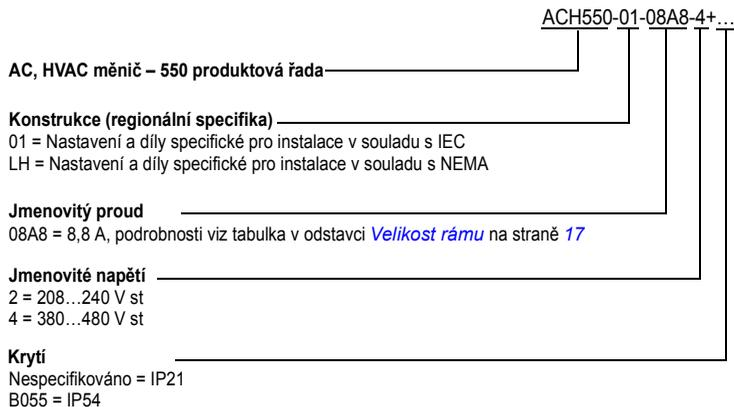 ACH550-01-08A8-4+…
AC, HVAC měnič – 550 produktová řada
Konstrukce (regionální specifika)
01 = Nastavení a díly specifické pro instalace v souladu s IEC
LH = Nastavení a díly specifické pro instalace v souladu s NEMA
Jmenovitý proud
08A8 = 8,8 A, podrobnosti viz tabulka v odstavci Velikost rámu na straně 17
Jmenovité napětí
2 = 208…240 V st
4 = 380…480 V st
Krytí
Nespecifikováno = IP21
B055 = IP54